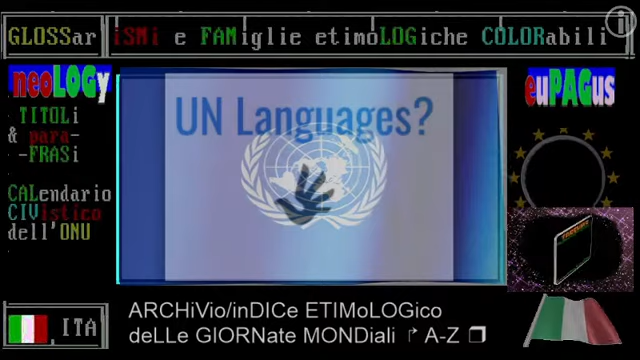 GLOSSar iSMi e FAMiglie etimoLOGiche COLORabili
i
neoLOGy
TITOLi
& para-
-FRASi
CALendario
CIVistico
dell'ONU
UN Languages?
euPAGus
ITA
ARCHiVio/inDICe ETIMoLOGico
deLLe GIORNate MONDiali ↱ A-Z ❐